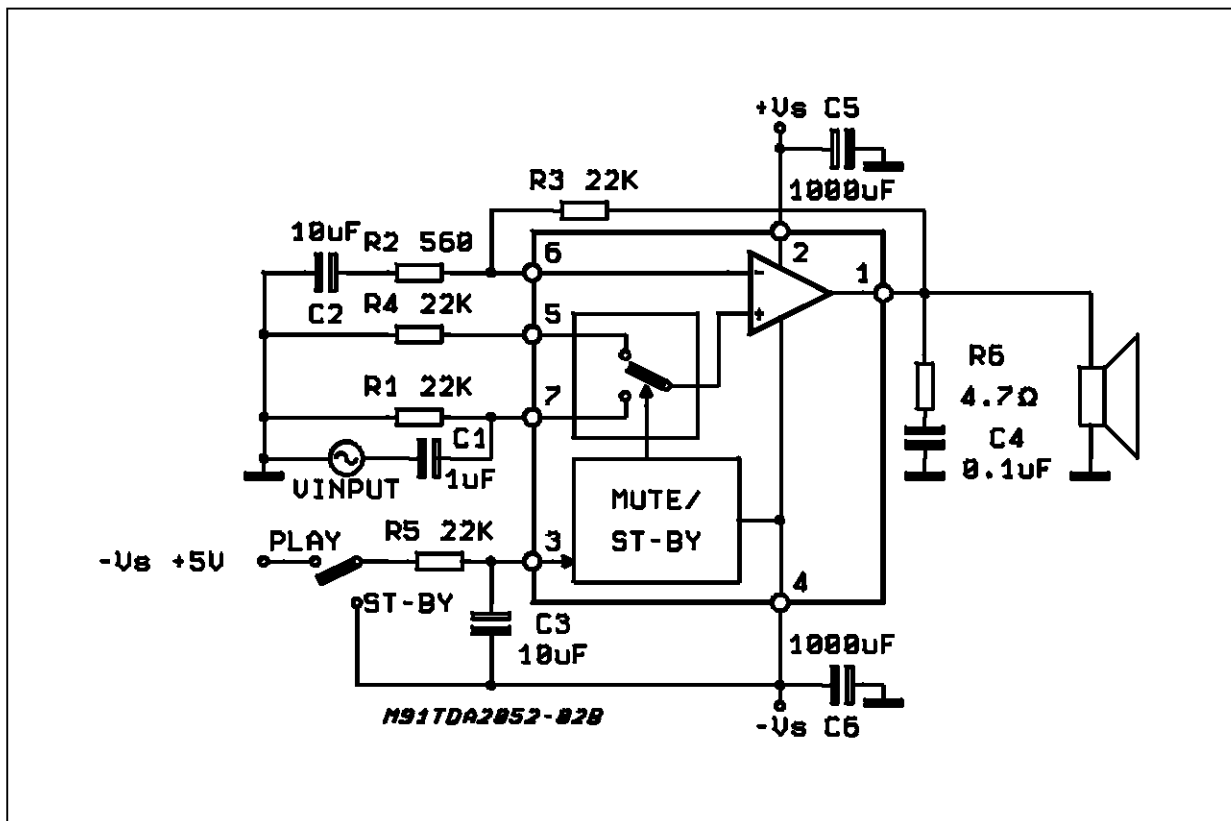 +Vs C5
1000uF
R3 22K
10uF
R2 560
6
2
1
C2
R4 22K
5
R1 22K
7
C1
1uF
VINPUT
R6
4.7Ω
C4
0.1uF
MUTE/
ST-BY
-Vs +5V
PLAY
R5 22K
3
ST-BY
4
C3
10uF
1000uF
-Vs C6
M91TDA2052-02B
-
+